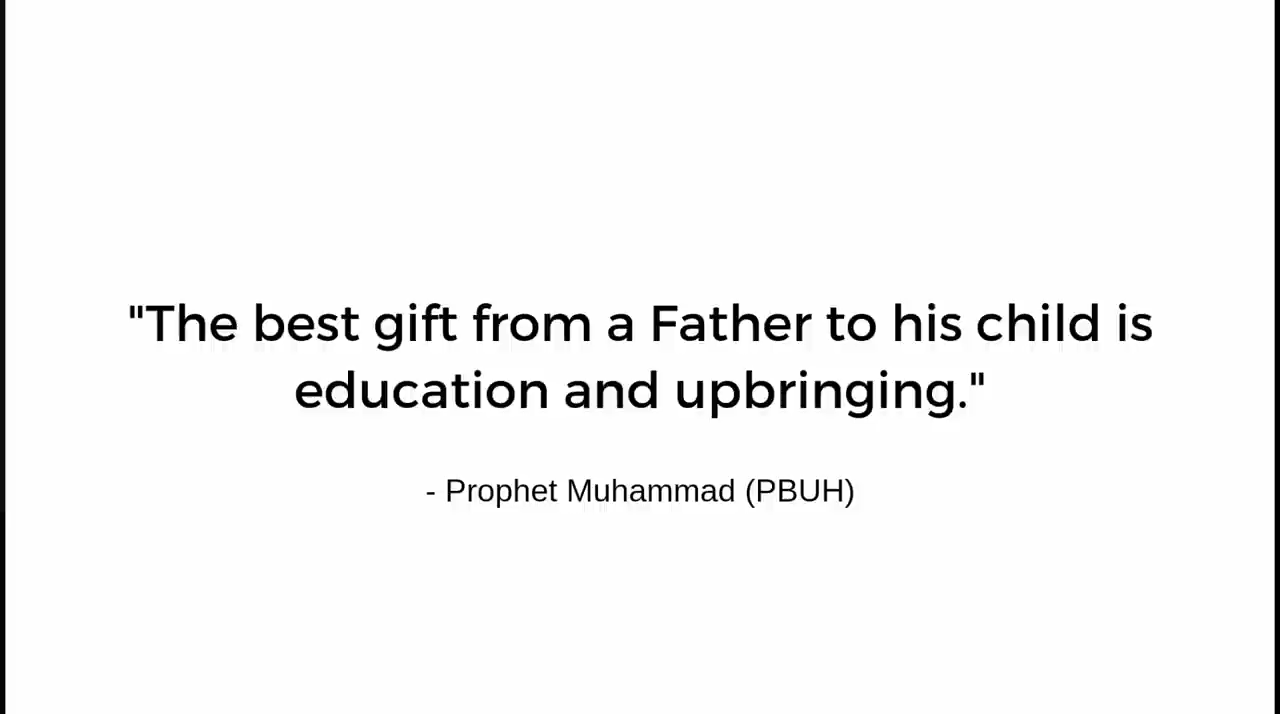 "The best gift from a Father to his child is
education and upbringing."
- Prophet Muhammad (PBUH)